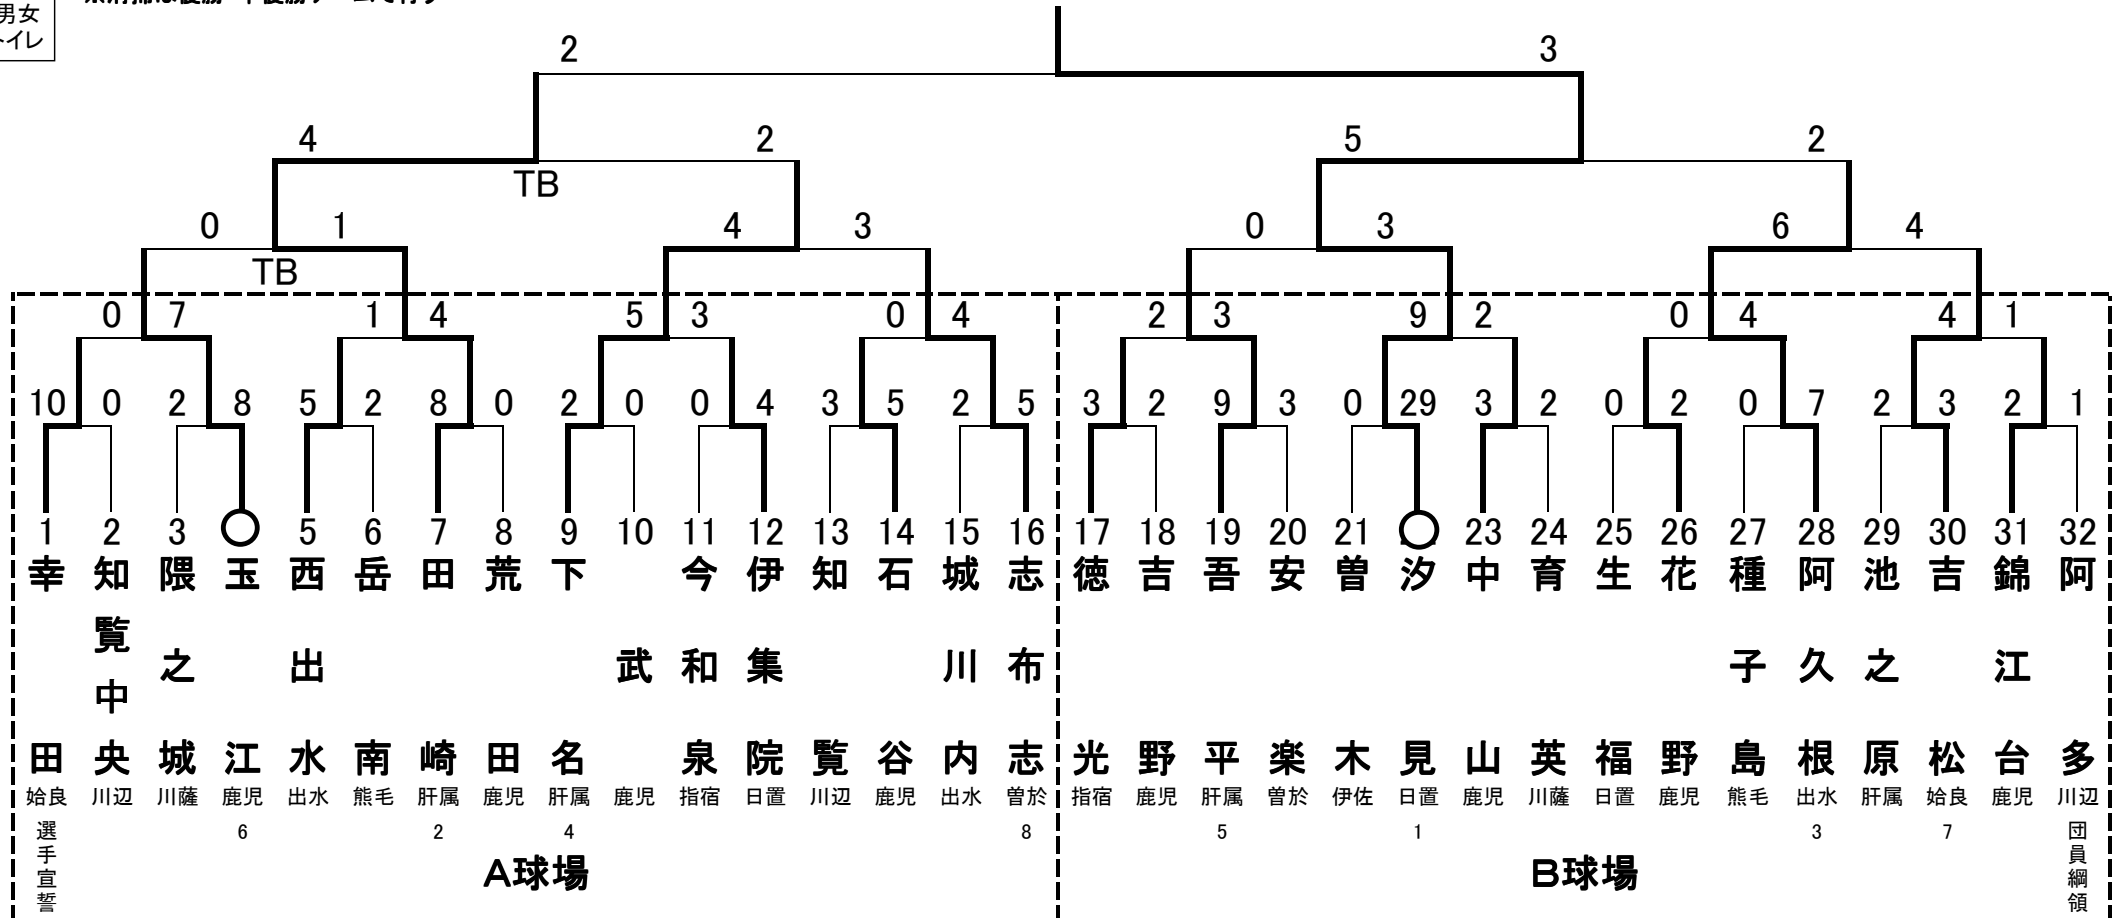 男女
トイレ
2 3
4 2 5 2
TB
0 1 4 3 0 3 6 4
TB
0 7 1 4 5 3 0 4 2 3 9 2 0 4 4 1
10 0 2 8 5 2 8 0 2 0 0 4 3 5 2 5 3 2 9 3 0 29 3 2 0 2 0 7 2 3 2 1
1 2 3 5 6 7 8 9 10 11 12 13 14 15 16 17 18 19 20 21 23 24 25 26 27 28 29 30 31 32
幸田
知覧中央
隈之城
玉江
西出水
岳南
田崎
荒田
下名
武
今和泉
伊集院
知覧
石谷
城川内
志布志
徳光
吉野
吾平
安楽
曽木
汐見
中山
育英
生福
花野
種子島
阿久根
池之原
吉松
錦江台
阿多
姶良 川辺 川薩 鹿児 出水 熊毛 肝属 鹿児 肝属 鹿児 指宿 日置 川辺 鹿児 出水 曽於 指宿 鹿児 肝属 曽於 伊佐 日置 鹿児 川薩 日置 鹿児 熊毛 出水 肝属 姶良 鹿児 川辺
6 2 4 8 5 1 3 7
選手宣誓
団員綱領
A球場
B球場